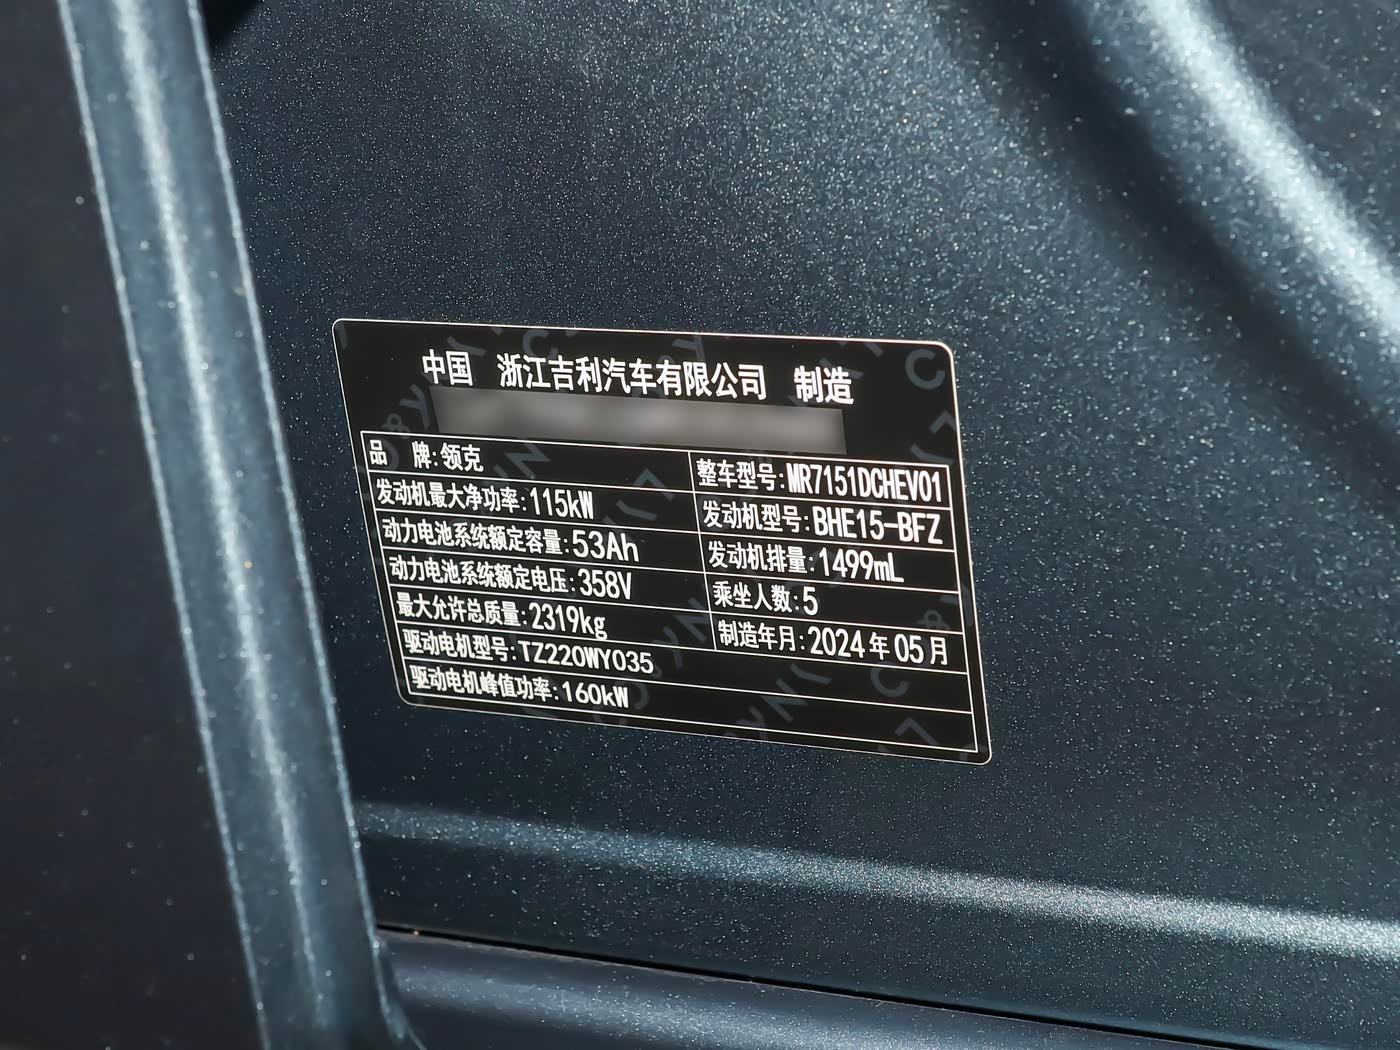 中国 浙江吉利汽车有限公司 制造
品 牌:领克 整车型号:MR7151DCHEV01
发动机最大净功率:115kW 发动机型号:BHE15-BFZ
动力电池系统额定容量:53Ah 发动机排量:1499mL
动力电池系统额定电压:358V 乘坐人数:5
最大允许总质量:2319kg 制造年月:2024年05月
驱动电机型号:TZ220WY035
驱动电机峰值功率:160kW